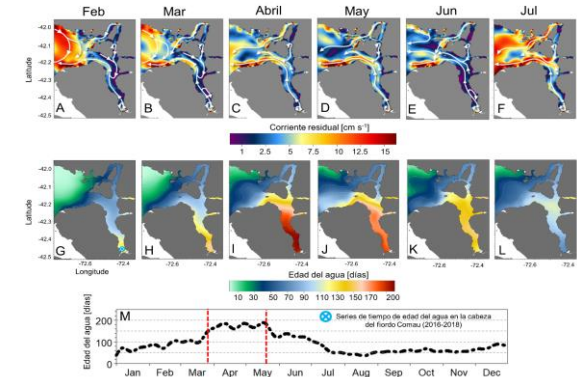 Feb Mar Abril May Jun Jul
-42.0
-42.1
-42.2
-42.3
-42.4
-42.5
Latitude
A B C D E F
Corriente residual [cm s⁻¹]
1 2.5 5 7.5 10 12.5 15
-42.0
-42.1
-42.2
-42.3
-42.4
-42.5
Latitude
G H I J K L
-72.6 -72.4 -72.6 -72.4 -72.6 -72.4 -72.6 -72.4 -72.6 -72.4 -72.6 -72.4
Longitude
Edad del agua [días]
10 30 50 70 90 110 130 150 170 200
M
Edad del agua [días]
200
100
0
Series de tiempo de edad del agua en la cabeza
del fiordo Comau (2016-2018)
Jan Feb Mar Apr May Jun Jul Aug Sep Oct Nov Dec